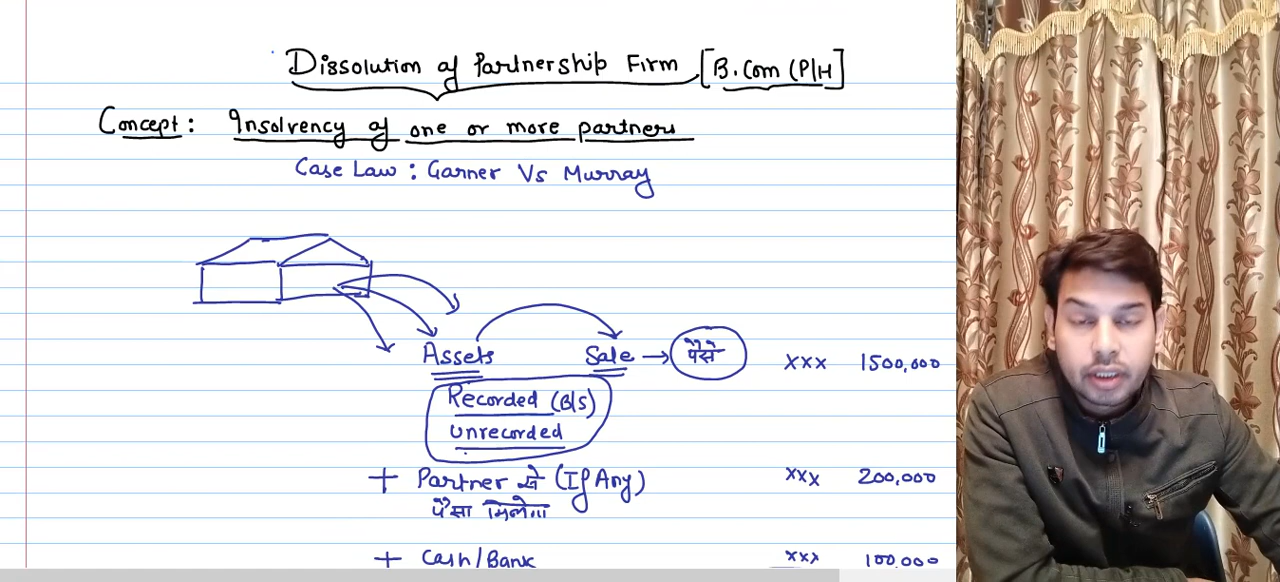 Dissolution of Partnership Firm [B.Com (P/H]
Concept: Insolvency of one or more partners
Case Law: Garner Vs Murray
Assets Sale → पैसे xxx 1500,000
Recorded (B/S)
Unrecorded
+ Partner से (If Any) xxx 200,000
पैसा मिलेगा
+ Cash/Bank xxx 100,000